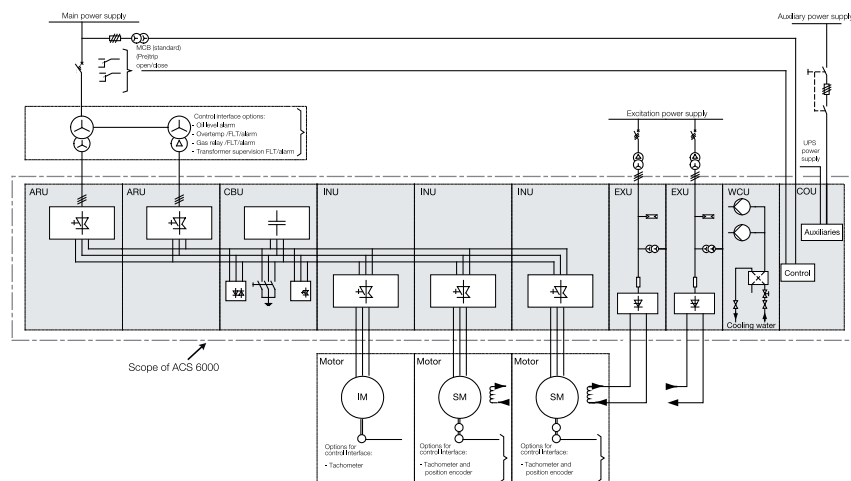 Main power supply
Auxiliary power supply
MCB (standard)
(Pre)trip
open/close
Control interface options:
- Oil level alarm
- Overtemp /FLT/alarm
- Gas relay /FLT/alarm
- Transformer supervision FLT/alarm
Excitation power supply
UPS
power
supply
ARU
ARU
CBU
INU
INU
INU
EXU
EXU
WCU
COU
Auxiliaries
Control
Cooling water
Scope of ACS 6000
Motor
Motor
Motor
IM
SM
SM
Options for
control Interface:
- Tachometer
Options for
control Interface:
- Tachometer and
position encoder
Options for
control Interface:
- Tachometer and
position encoder